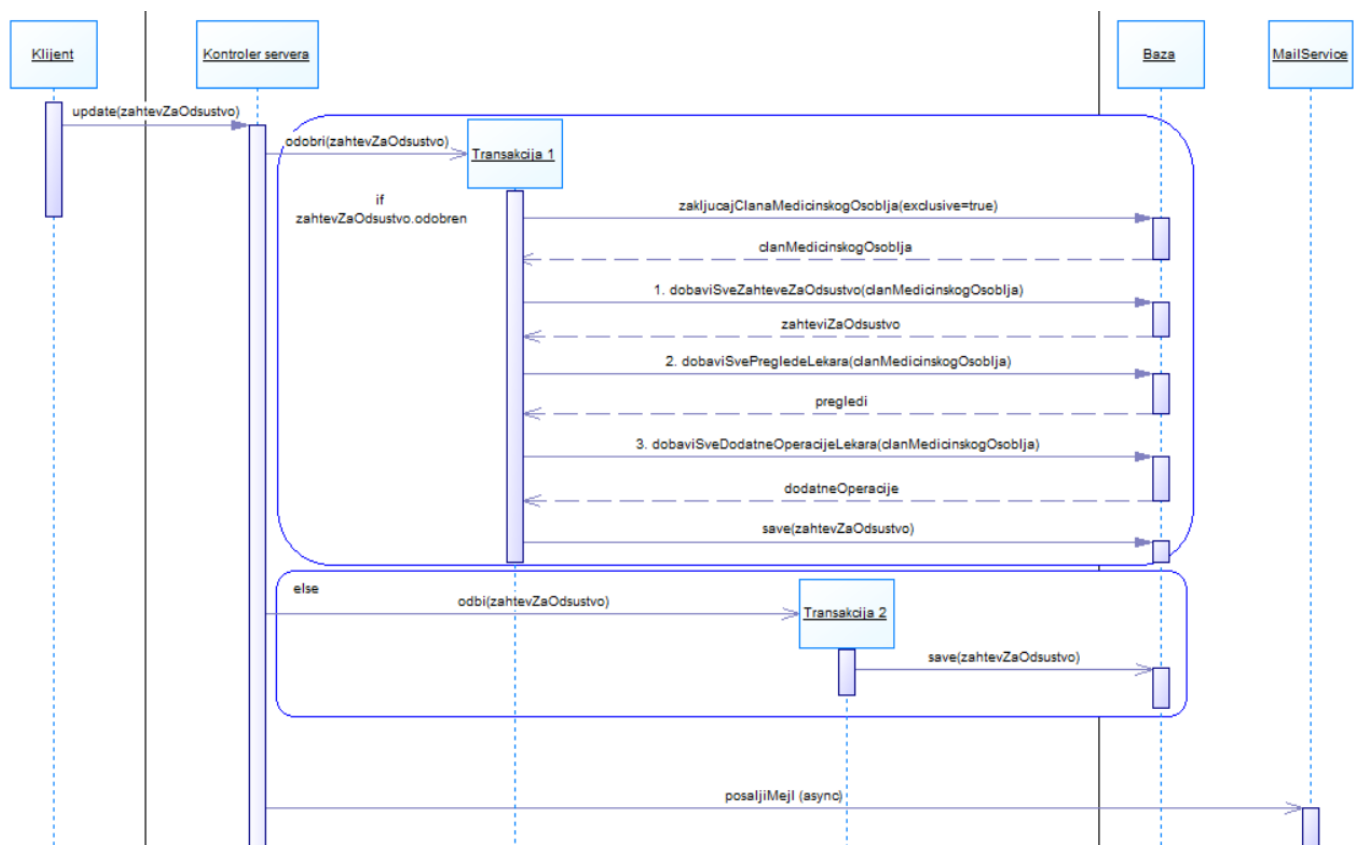 Klijent
Kontroler servera
Baza
MailService
update(zahtevZaOdsustvo)
odobri(zahtevZaOdsustvo)
Transakcija 1
if
zahtevZaOdsustvo.odobren
zakljucajClanaMedicinskogOsoblja(exclusive=true)
clanMedicinskogOsoblja
1. dobaviSveZahteveZaOdsustvo(clanMedicinskogOsoblja)
zahteviZaOdsustvo
2. dobaviSvePregledeLekara(clanMedicinskogOsoblja)
pregledi
3. dobaviSveDodatneOperacijeLekara(clanMedicinskogOsoblja)
dodatneOperacije
save(zahtevZaOdsustvo)
else
odbi(zahtevZaOdsustvo)
Transakcija 2
save(zahtevZaOdsustvo)
posaljiMejl (async)